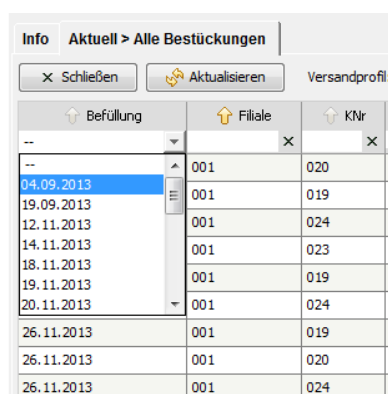 Info Aktuell > Alle Bestückungen
× Schließen Aktualisieren Versandprofil
Befüllung Filiale KNr
-- × ×
-- 001 020
04.09.2013 001 019
19.09.2013
12.11.2013 001 024
14.11.2013 001 023
18.11.2013
19.11.2013 001 019
20.11.2013 001 024
26.11.2013 001 019
26.11.2013 001 020
26.11.2013 001 024